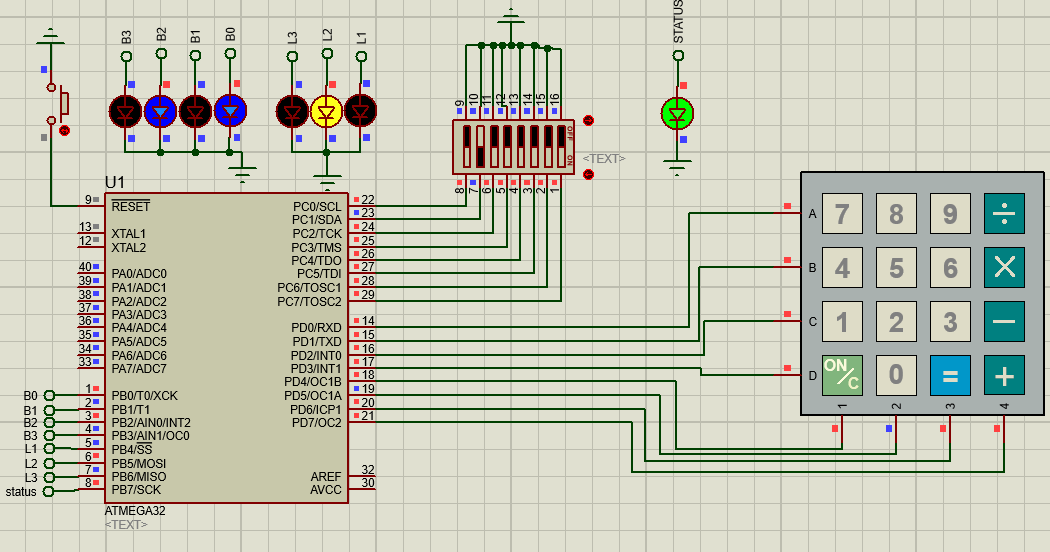 B3 B2 B1 B0 L3 L2 L1 STATUS
9 10 11 12 13 14 15 16
OFF
ON
<TEXT>
8 7 6 5 4 3 2 1
U1
9 RESET PC0/SCL 22
PC1/SDA 23
13 XTAL1 PC2/TCK 24
12 XTAL2 PC3/TMS 25
PC4/TDO 26
40 PA0/ADC0 PC5/TDI 27
39 PA1/ADC1 PC6/TOSC1 28
38 PA2/ADC2 PC7/TOSC2 29
37 PA3/ADC3
36 PA4/ADC4 PD0/RXD 14
35 PA5/ADC5 PD1/TXD 15
34 PA6/ADC6 PD2/INT0 16
33 PA7/ADC7 PD3/INT1 17
PD4/OC1B 18
B0 1 PB0/T0/XCK PD5/OC1A 19
B1 2 PB1/T1 PD6/ICP1 20
B2 3 PB2/AIN0/INT2 PD7/OC2 21
B3 4 PB3/AIN1/OC0
L1 5 PB4/SS
L2 6 PB5/MOSI
L3 7 PB6/MISO AREF 32
status 8 PB7/SCK AVCC 30
ATMEGA32
<TEXT>
A 7 8 9 ÷
B 4 5 6 ×
C 1 2 3 −
D ON/C 0 = +
1 2 3 4